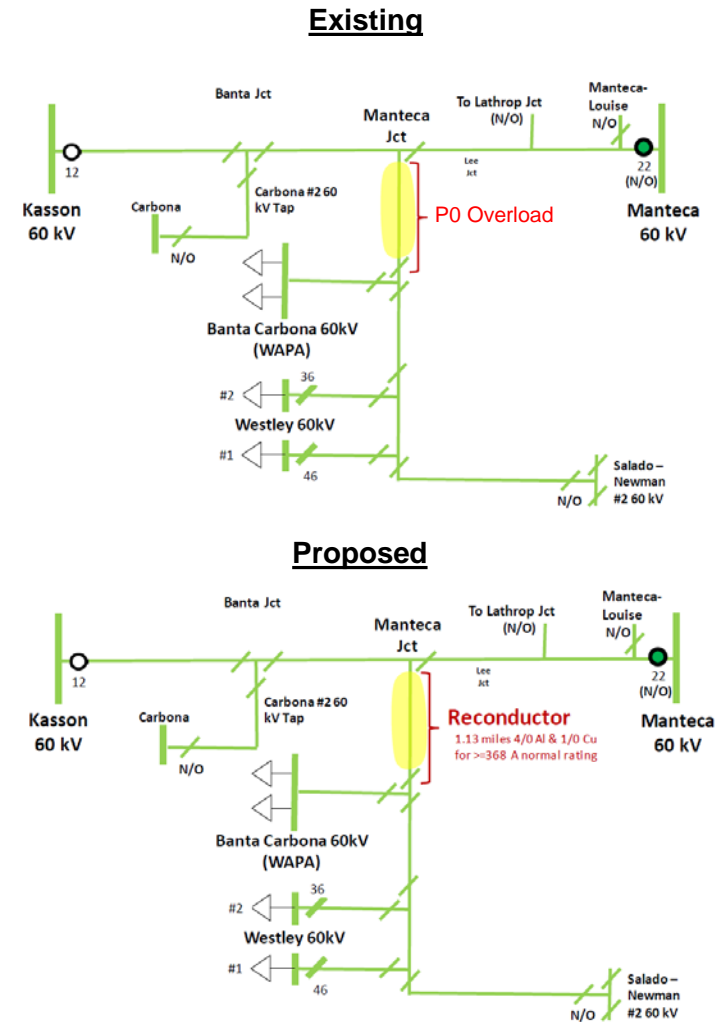 Existing
Banta Jct
Manteca
Jct
To Lathrop Jct
(N/O)
Manteca-
Louise
N/O
12
Lee
Jct
22
(N/O)
Kasson
60 kV
Carbona
Carbona #2 60
kV Tap
N/O
P0 Overload
Manteca
60 kV
Banta Carbona 60kV
(WAPA)
#2
36
Westley 60kV
#1
46
N/O
Salado –
Newman
#2 60 kV
Proposed
Banta Jct
Manteca
Jct
To Lathrop Jct
(N/O)
Manteca-
Louise
N/O
12
Lee
Jct
22
(N/O)
Kasson
60 kV
Carbona
Carbona #2 60
kV Tap
N/O
Reconductor
1.13 miles 4/0 Al & 1/0 Cu
for >=368 A normal rating
Manteca
60 kV
Banta Carbona 60kV
(WAPA)
#2
36
Westley 60kV
#1
46
N/O
Salado –
Newman
#2 60 kV